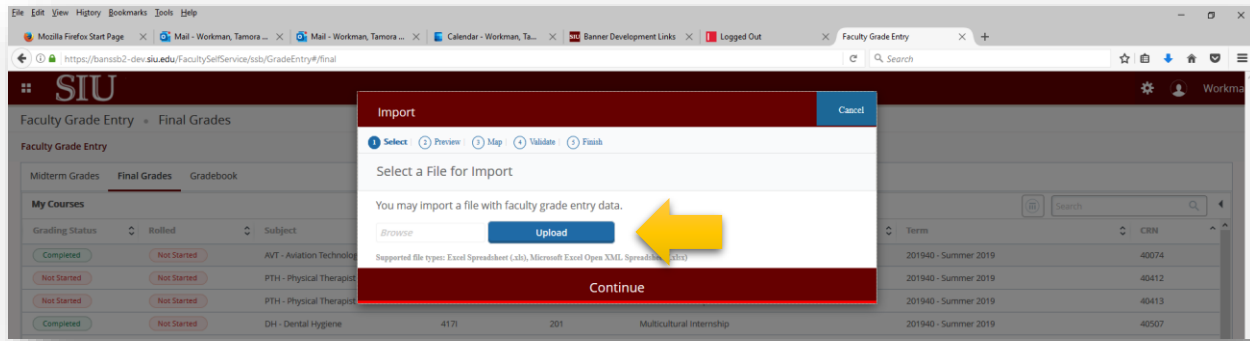 File Edit View History Bookmarks Tools Help
Mozilla Firefox Start Page Mail - Workman, Tamora ... Mail - Workman, Tamora ... Calendar - Workman, Ta... Banner Development Links Logged Out Faculty Grade Entry
https://banssb2-dev.siu.edu/FacultySelfService/ssb/GradeEntry#/final Search
SIU Workma
Import Cancel
Faculty Grade Entry • Final Grades
1 Select 2 Preview 3 Map 4 Validate 5 Finish
Faculty Grade Entry
Select a File for Import
Midterm Grades Final Grades Gradebook
My Courses You may import a file with faculty grade entry data. Search
Grading Status Rolled Subject Browse Upload Term CRN
Completed Not Started AVT - Aviation Technolog 201940 - Summer 2019 40074
Supported file types: Excel Spreadsheet (.xls), Microsoft Excel Open XML Spreadsheet (.xlsx)
Not Started Not Started PTH - Physical Therapist 201940 - Summer 2019 40412
Continue
Not Started Not Started PTH - Physical Therapist 201940 - Summer 2019 40413
Completed Not Started DH - Dental Hygiene 417I 201 Multicultural Internship 201940 - Summer 2019 40507